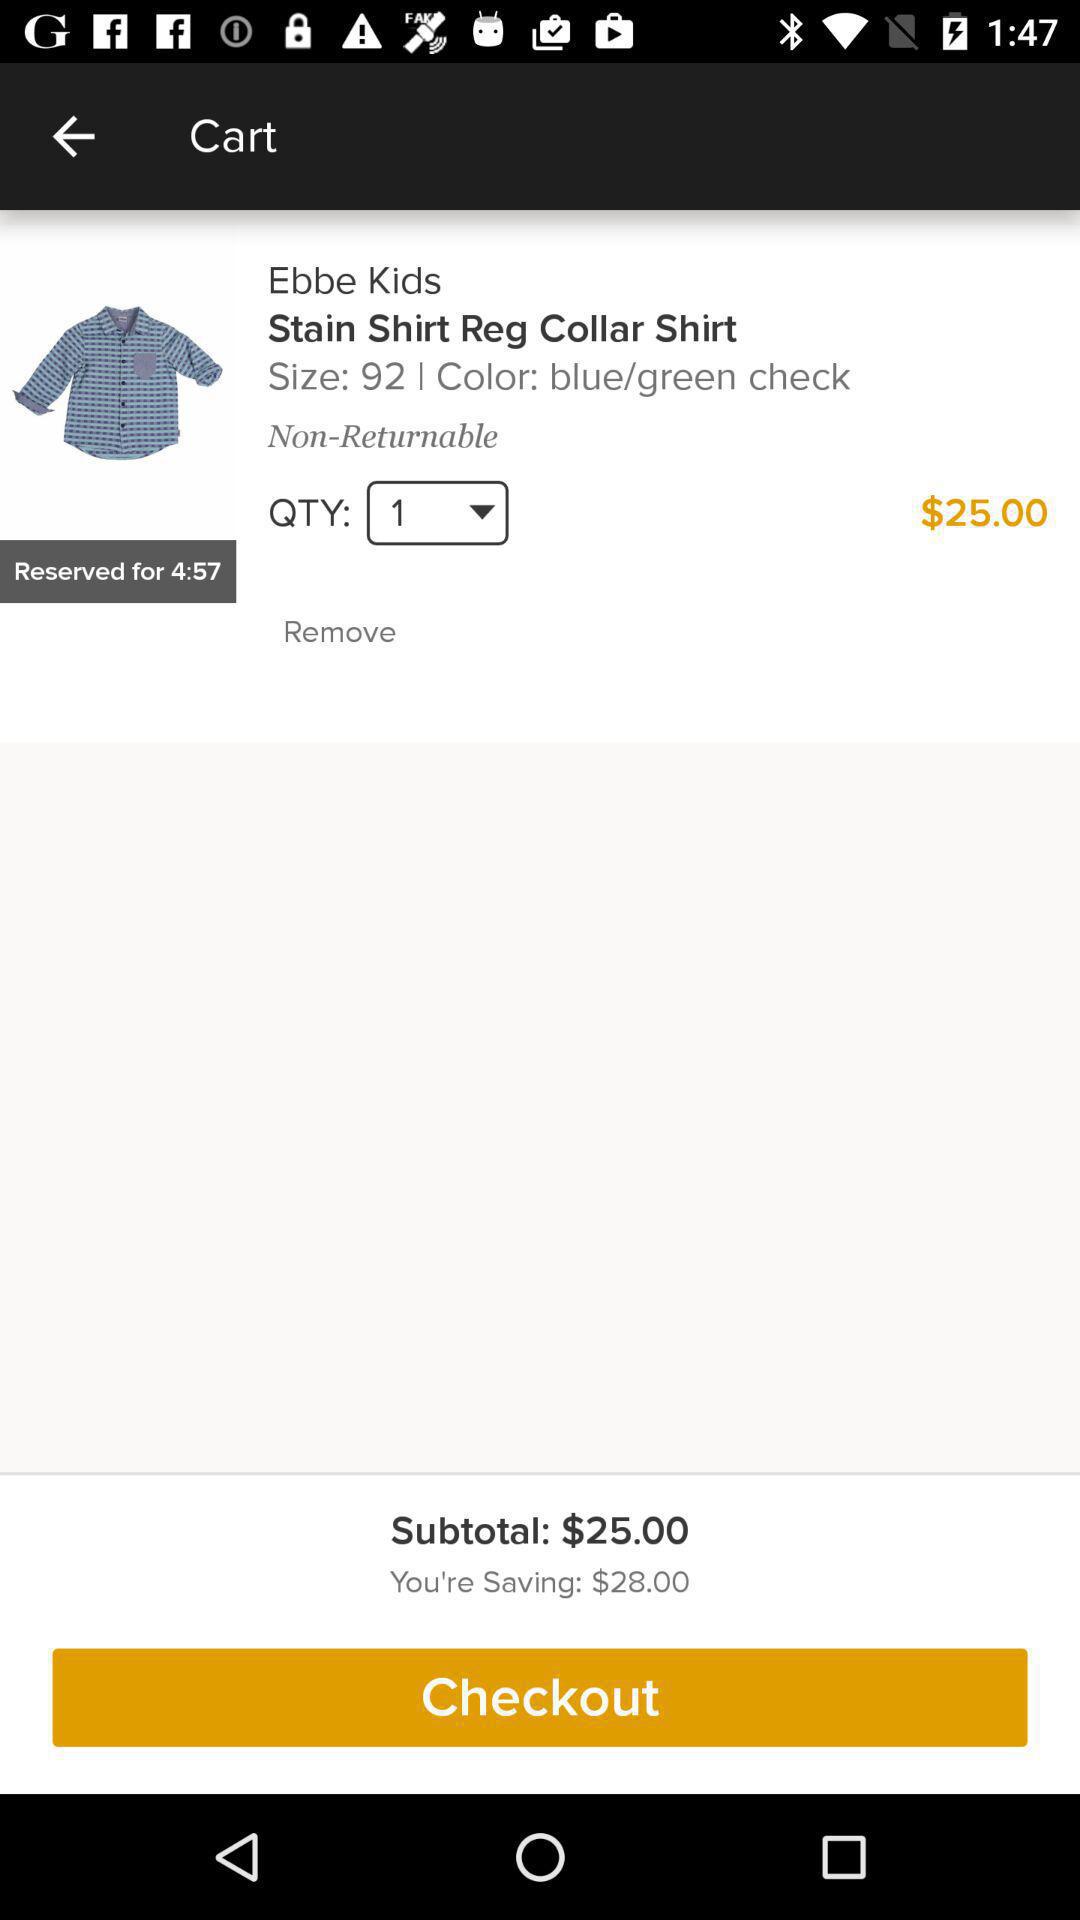 1:47
Cart
Ebbe Kids
Stain Shirt Reg Collar Shirt
Size: 92 | Color: blue/green check
Non-Returnable
QTY: 1
$25.00
Reserved for 4:57
Remove
Subtotal: $25.00
You're Saving: $28.00
Checkout